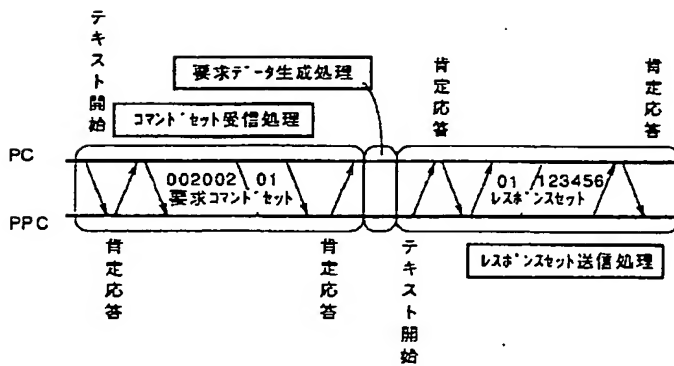 テキスト開始
要求データ生成処理
肯定応答
肯定応答
コマンドセット受信処理
PC
002002 01
要求コマンドセット
01 123456
レスポンスセット
PPC
肯定応答
肯定応答
テキスト開始
レスポンスセット送信処理